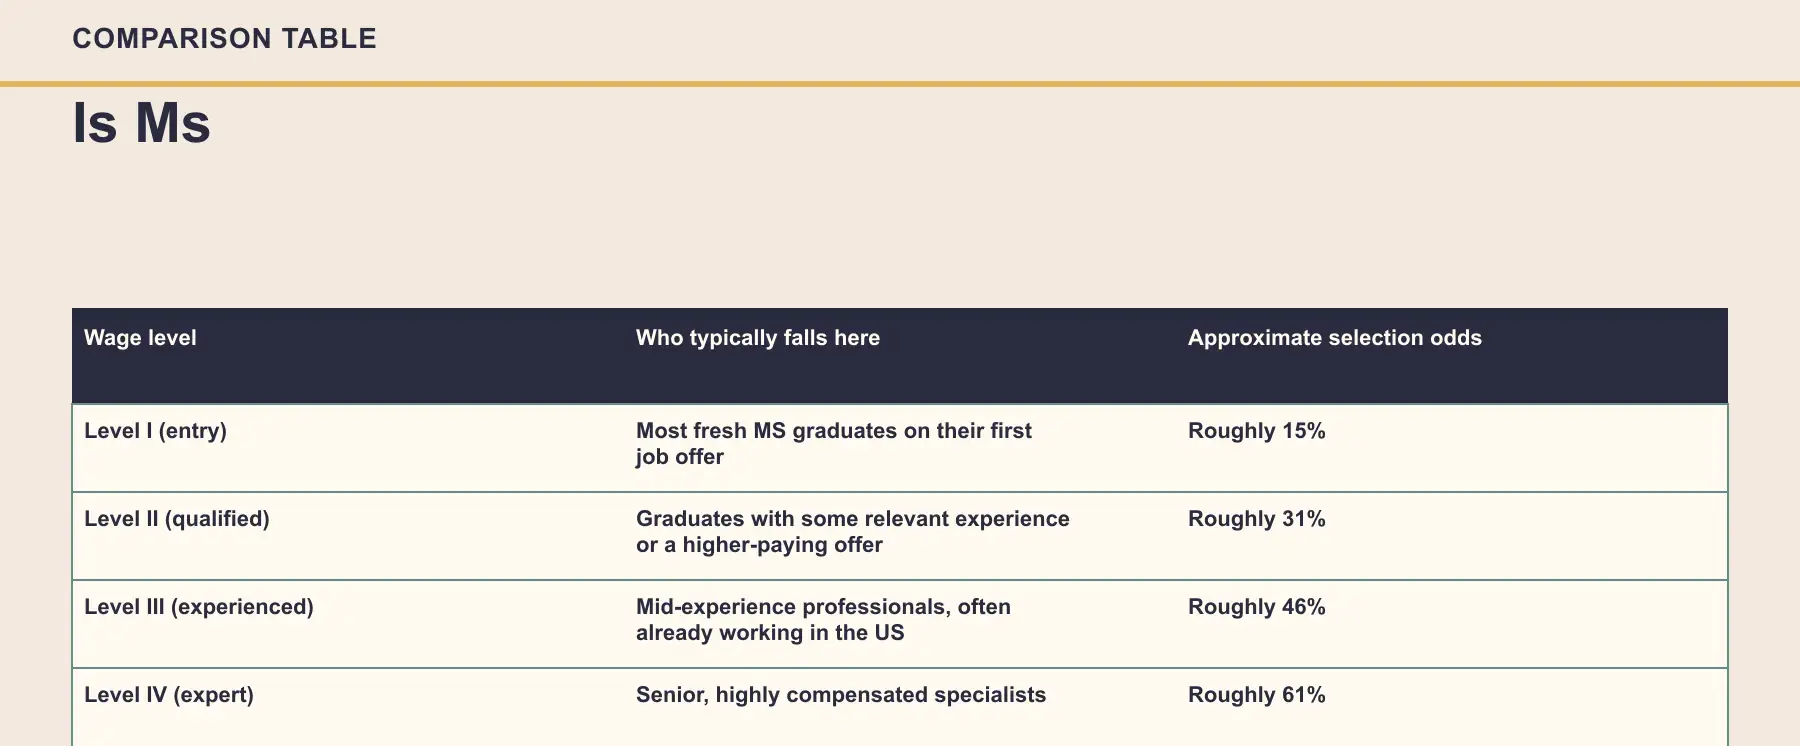 COMPARISON TABLE
Is Ms
Wage level
Who typically falls here
Approximate selection odds
Level I (entry)
Most fresh MS graduates on their first
job offer
Roughly 15%
Level II (qualified)
Graduates with some relevant experience
or a higher-paying offer
Roughly 31%
Level III (experienced)
Mid-experience professionals, often
already working in the US
Roughly 46%
Level IV (expert)
Senior, highly compensated specialists
Roughly 61%